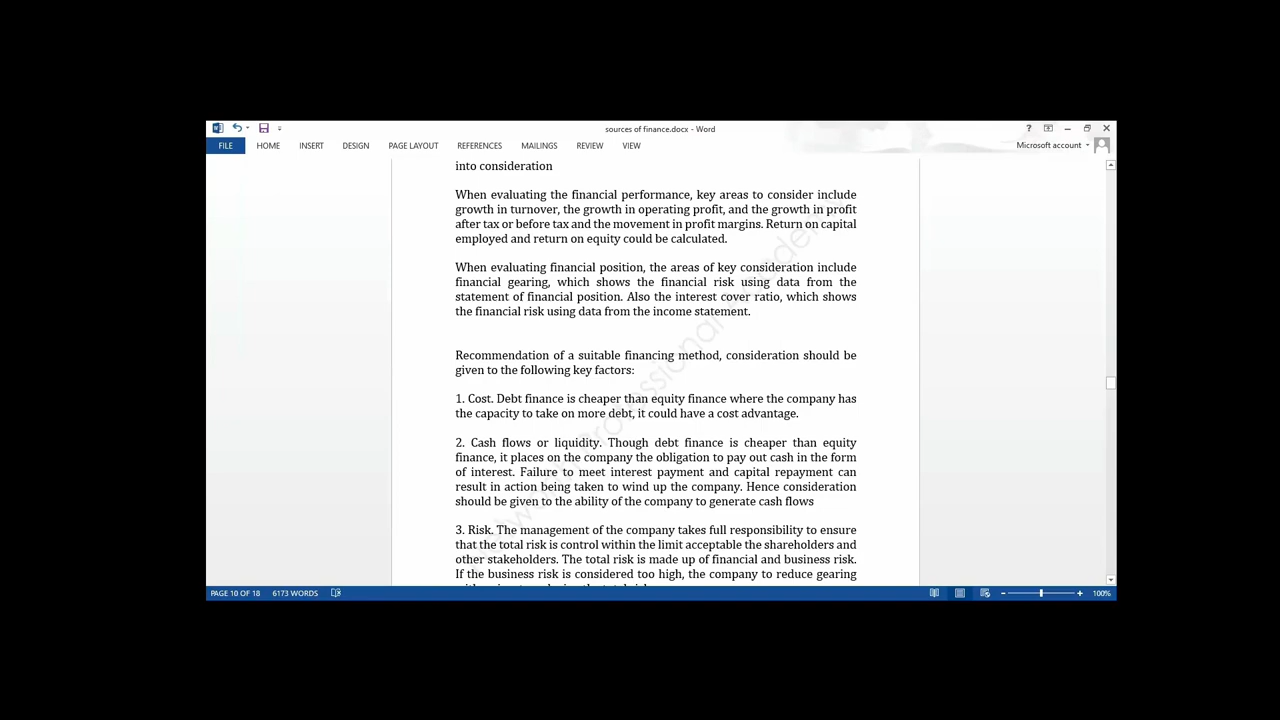 sources of finance.docx - Word
FILE HOME INSERT DESIGN PAGE LAYOUT REFERENCES MAILINGS REVIEW VIEW Microsoft account
into consideration
When evaluating the financial performance, key areas to consider include
growth in turnover, the growth in operating profit, and the growth in profit
after tax or before tax and the movement in profit margins. Return on capital
employed and return on equity could be calculated.
When evaluating financial position, the areas of key consideration include
financial gearing, which shows the financial risk using data from the
statement of financial position. Also the interest cover ratio, which shows
the financial risk using data from the income statement.
Recommendation of a suitable financing method, consideration should be
given to the following key factors:
1. Cost. Debt finance is cheaper than equity finance where the company has
the capacity to take on more debt, it could have a cost advantage.
2. Cash flows or liquidity. Though debt finance is cheaper than equity
finance, it places on the company the obligation to pay out cash in the form
of interest. Failure to meet interest payment and capital repayment can
result in action being taken to wind up the company. Hence consideration
should be given to the ability of the company to generate cash flows
3. Risk. The management of the company takes full responsibility to ensure
that the total risk is control within the limit acceptable the shareholders and
other stakeholders. The total risk is made up of financial and business risk.
If the business risk is considered too high, the company to reduce gearing
PAGE 10 OF 18 6173 WORDS 100%